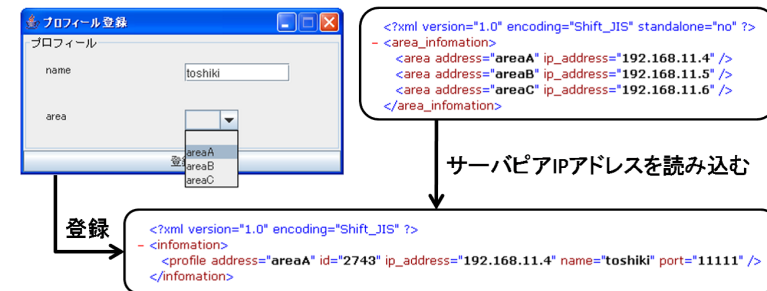 プロフィール登録
プロフィール
name
toshiki
area
areaA
areaB
areaC
登
<?xml version="1.0" encoding="Shift_JIS" standalone="no" ?>
- <area_infomation>
<area address="areaA" ip_address="192.168.11.4" />
<area address="areaB" ip_address="192.168.11.5" />
<area address="areaC" ip_address="192.168.11.6" />
</area_infomation>
サーバピアIPアドレスを読み込む
登録
<?xml version="1.0" encoding="Shift_JIS" ?>
- <infomation>
<profile address="areaA" id="2743" ip_address="192.168.11.4" name="toshiki" port="11111" />
</infomation>